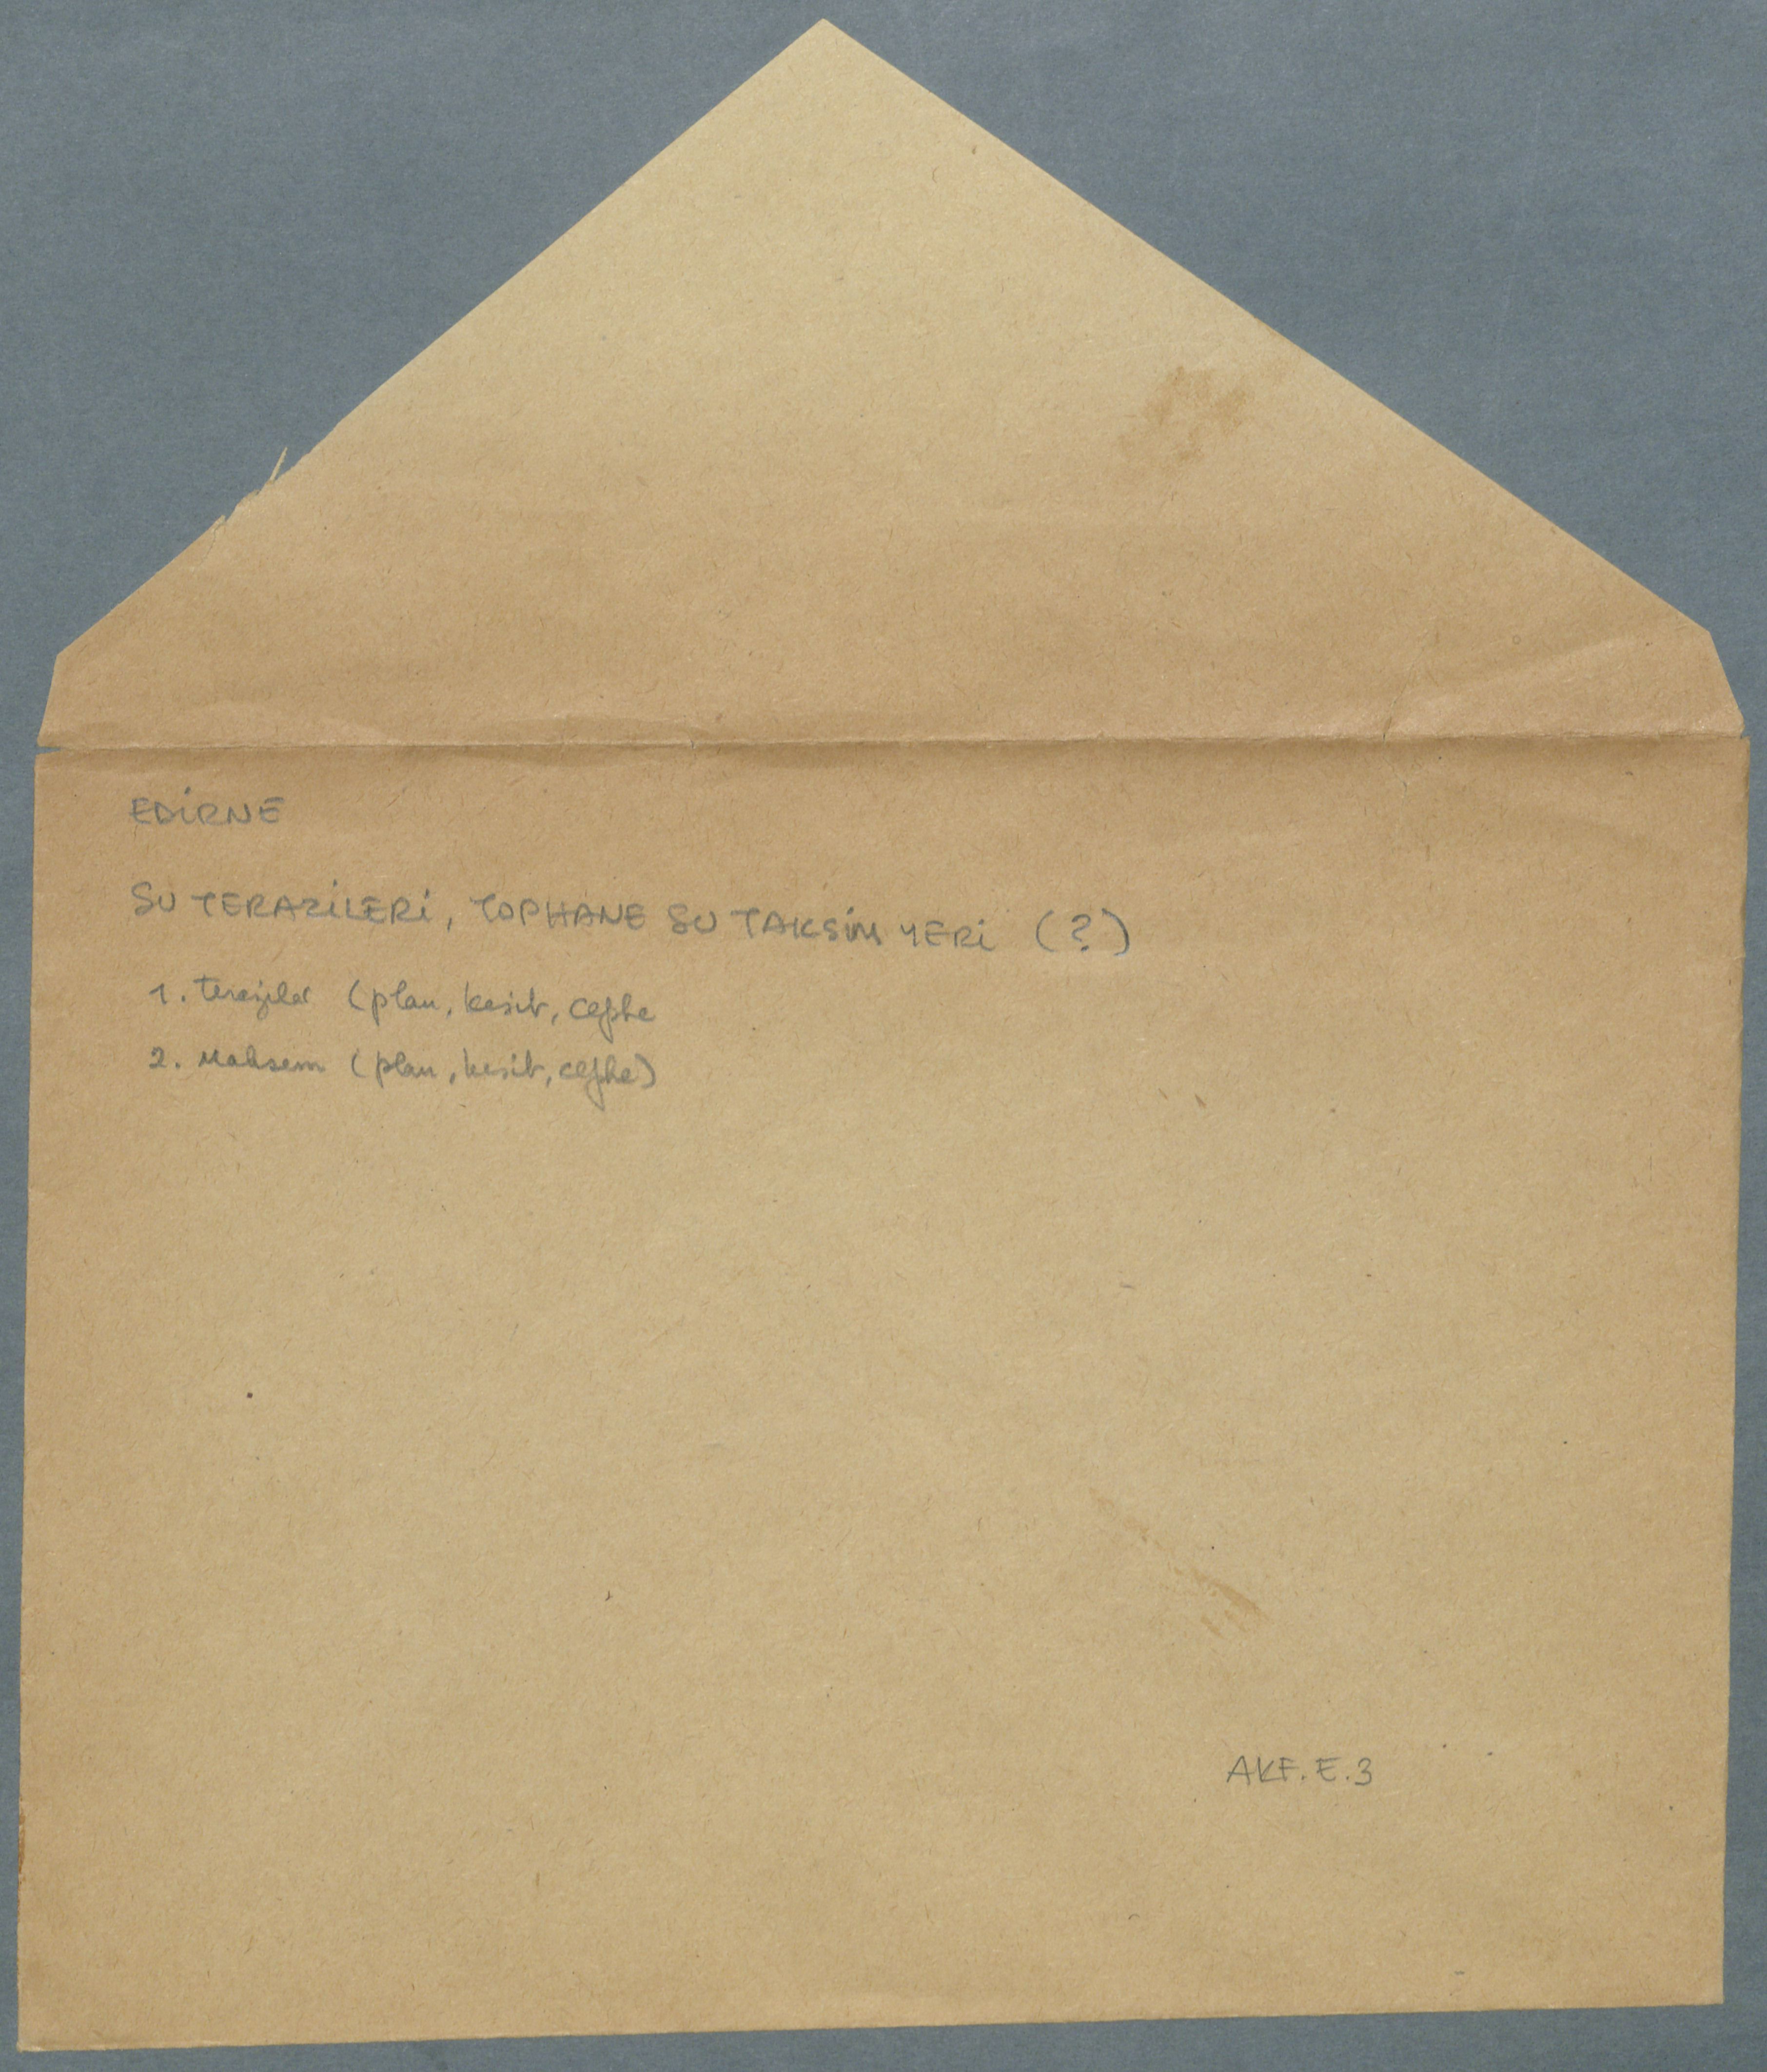 EDİRNE
SU TERAZİLERİ, TOPHANE SU TAKSİM YERİ (?)
1. Teraziler (plan, kesit, cephe
2. Maksem (plan, kesit, cephe)
AKF. E. 3